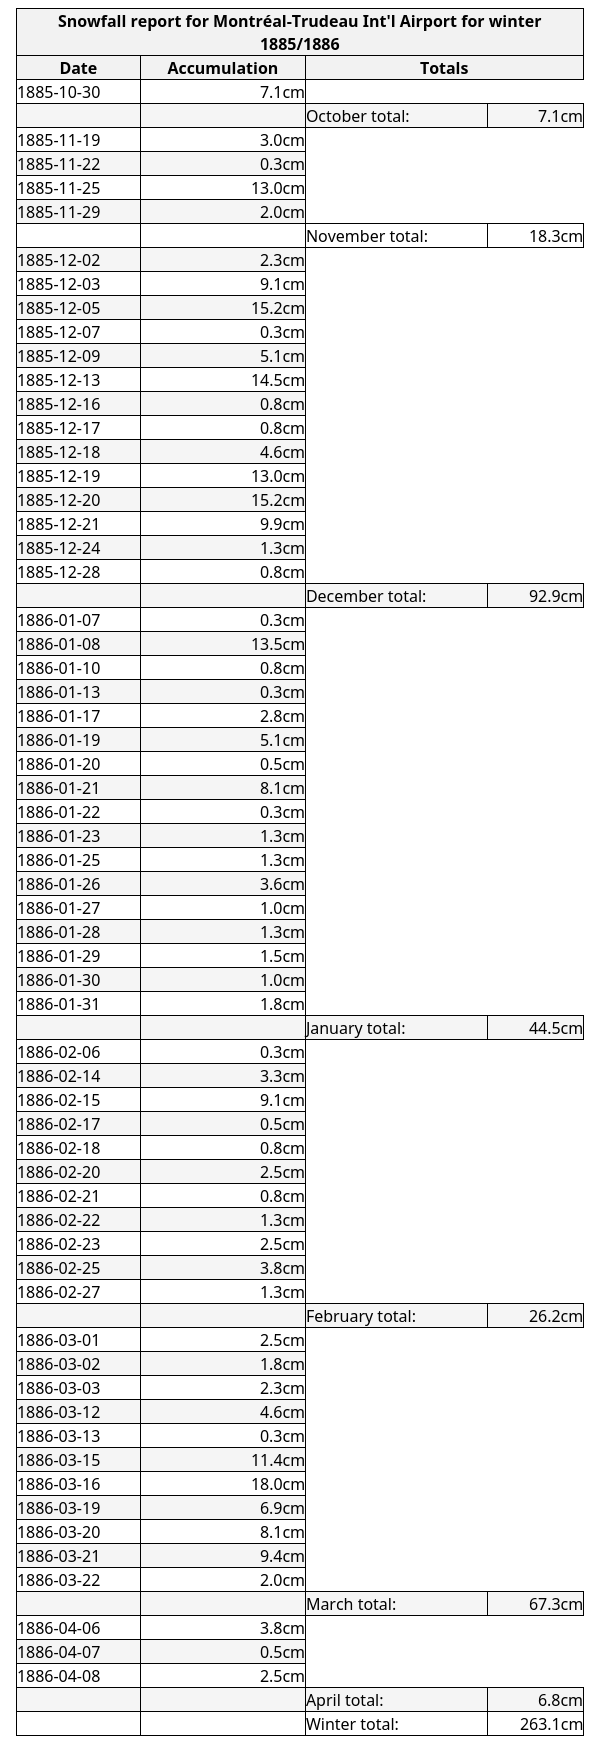 Snowfall report for Montréal-Trudeau Int'l Airport for winter
1885/1886
Date Accumulation Totals
1885-10-30 7.1cm
October total: 7.1cm
1885-11-19 3.0cm
1885-11-22 0.3cm
1885-11-25 13.0cm
1885-11-29 2.0cm
November total: 18.3cm
1885-12-02 2.3cm
1885-12-03 9.1cm
1885-12-05 15.2cm
1885-12-07 0.3cm
1885-12-09 5.1cm
1885-12-13 14.5cm
1885-12-16 0.8cm
1885-12-17 0.8cm
1885-12-18 4.6cm
1885-12-19 13.0cm
1885-12-20 15.2cm
1885-12-21 9.9cm
1885-12-24 1.3cm
1885-12-28 0.8cm
December total: 92.9cm
1886-01-07 0.3cm
1886-01-08 13.5cm
1886-01-10 0.8cm
1886-01-13 0.3cm
1886-01-17 2.8cm
1886-01-19 5.1cm
1886-01-20 0.5cm
1886-01-21 8.1cm
1886-01-22 0.3cm
1886-01-23 1.3cm
1886-01-25 1.3cm
1886-01-26 3.6cm
1886-01-27 1.0cm
1886-01-28 1.3cm
1886-01-29 1.5cm
1886-01-30 1.0cm
1886-01-31 1.8cm
January total: 44.5cm
1886-02-06 0.3cm
1886-02-14 3.3cm
1886-02-15 9.1cm
1886-02-17 0.5cm
1886-02-18 0.8cm
1886-02-20 2.5cm
1886-02-21 0.8cm
1886-02-22 1.3cm
1886-02-23 2.5cm
1886-02-25 3.8cm
1886-02-27 1.3cm
February total: 26.2cm
1886-03-01 2.5cm
1886-03-02 1.8cm
1886-03-03 2.3cm
1886-03-12 4.6cm
1886-03-13 0.3cm
1886-03-15 11.4cm
1886-03-16 18.0cm
1886-03-19 6.9cm
1886-03-20 8.1cm
1886-03-21 9.4cm
1886-03-22 2.0cm
March total: 67.3cm
1886-04-06 3.8cm
1886-04-07 0.5cm
1886-04-08 2.5cm
April total: 6.8cm
Winter total: 263.1cm